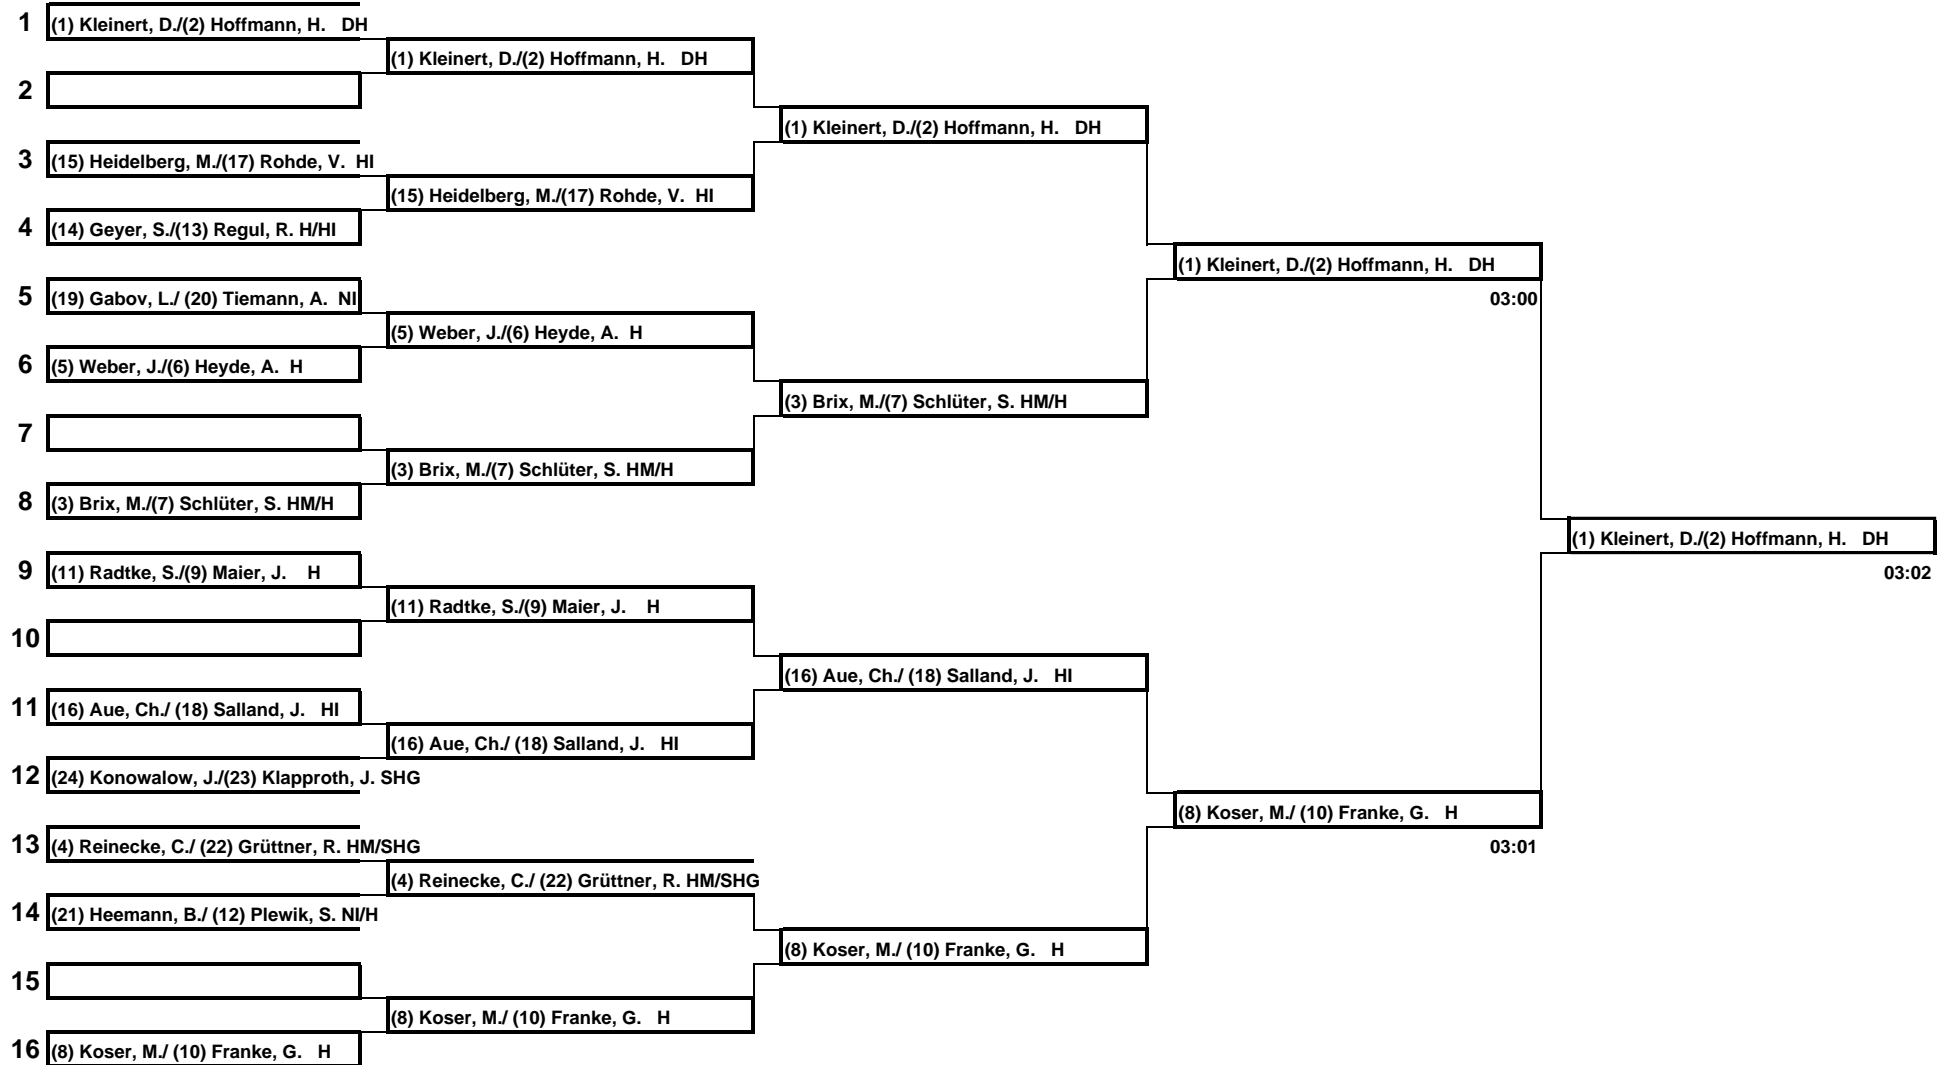 1 (1) Kleinert, D./(2) Hoffmann, H. DH
(1) Kleinert, D./(2) Hoffmann, H. DH
2
(1) Kleinert, D./(2) Hoffmann, H. DH
3 (15) Heidelberg, M./(17) Rohde, V. HI
(15) Heidelberg, M./(17) Rohde, V. HI
4 (14) Geyer, S./(13) Regul, R. H/HI
(1) Kleinert, D./(2) Hoffmann, H. DH
5 (19) Gabov, L./ (20) Tiemann, A. NI
03:00
(5) Weber, J./(6) Heyde, A. H
6 (5) Weber, J./(6) Heyde, A. H
(3) Brix, M./(7) Schlüter, S. HM/H
7
(3) Brix, M./(7) Schlüter, S. HM/H
8 (3) Brix, M./(7) Schlüter, S. HM/H
(1) Kleinert, D./(2) Hoffmann, H. DH
9 (11) Radtke, S./(9) Maier, J. H
03:02
(11) Radtke, S./(9) Maier, J. H
10
(16) Aue, Ch./ (18) Salland, J. HI
11 (16) Aue, Ch./ (18) Salland, J. HI
(16) Aue, Ch./ (18) Salland, J. HI
12 (24) Konowalow, J./(23) Klapproth, J. SHG
(8) Koser, M./ (10) Franke, G. H
13 (4) Reinecke, C./ (22) Grüttner, R. HM/SHG
03:01
(4) Reinecke, C./ (22) Grüttner, R. HM/SHG
14 (21) Heemann, B./ (12) Plewik, S. NI/H
(8) Koser, M./ (10) Franke, G. H
15
(8) Koser, M./ (10) Franke, G. H
16 (8) Koser, M./ (10) Franke, G. H